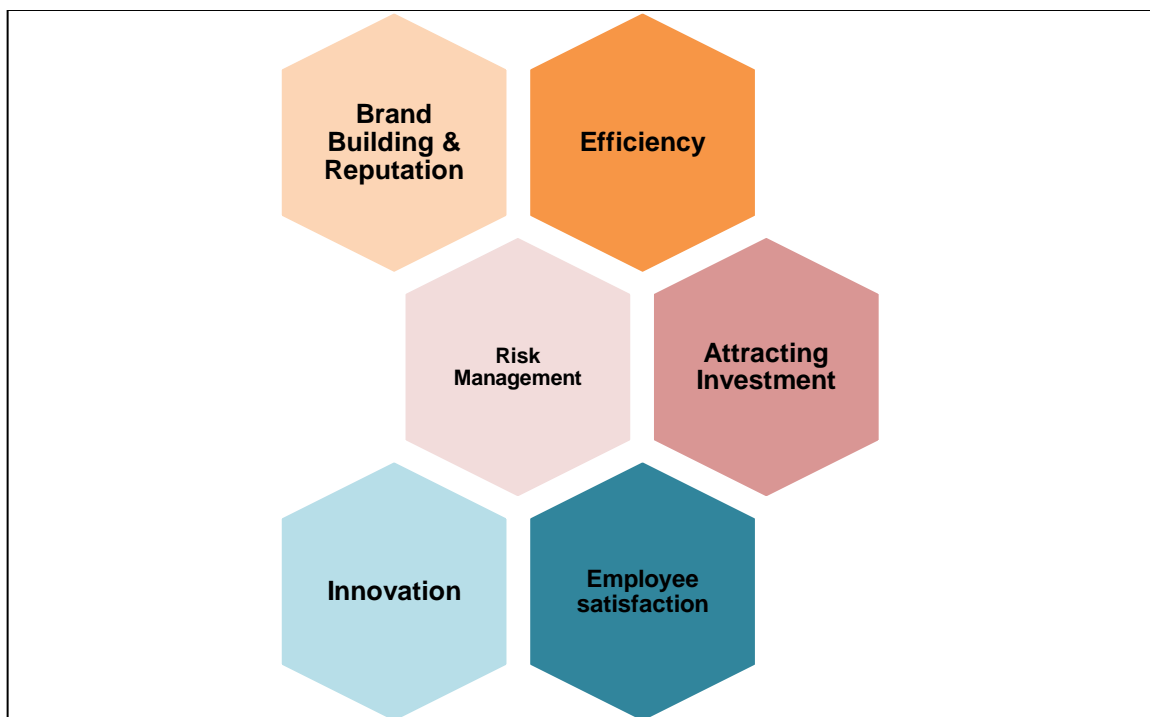 Brand
Building &
Reputation
Efficiency
Risk
Management
Attracting
Investment
Innovation
Employee
satisfaction